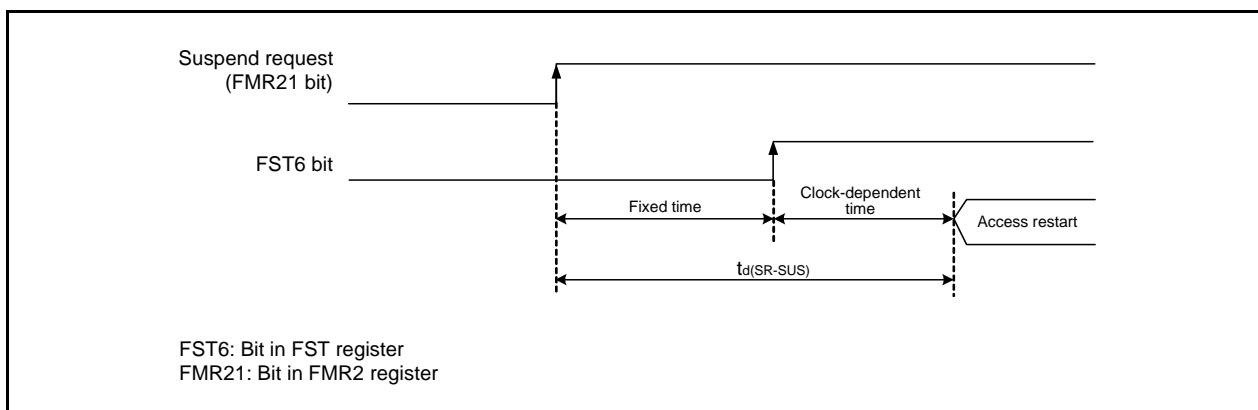 Suspend request
(FMR21 bit)
FST6 bit
Fixed time
Clock-dependent
time
Access restart
td(SR-SUS)
FST6: Bit in FST register
FMR21: Bit in FMR2 register